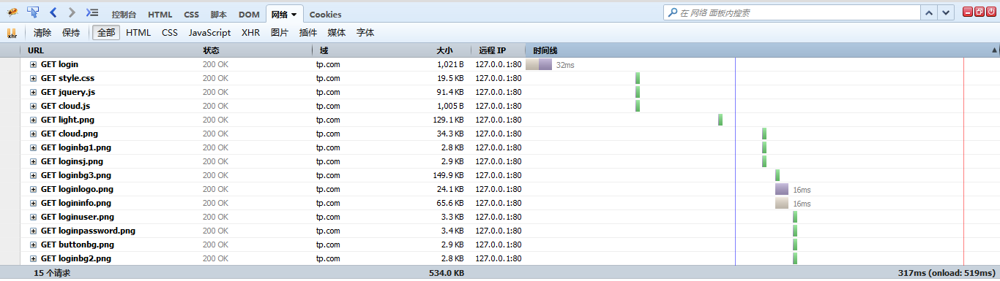 控制台 HTML CSS 脚本 DOM 网络 Cookies 在 网络 面板内搜索
xhr 清除 保持 全部 HTML CSS JavaScript XHR 图片 插件 媒体 字体
URL 状态 域 大小 远程 IP 时间线
GET login 200 OK tp.com 1,021 B 127.0.0.1:80 32ms
GET style.css 200 OK tp.com 19.5 KB 127.0.0.1:80
GET jquery.js 200 OK tp.com 91.4 KB 127.0.0.1:80
GET cloud.js 200 OK tp.com 1,005 B 127.0.0.1:80
GET light.png 200 OK tp.com 129.1 KB 127.0.0.1:80
GET cloud.png 200 OK tp.com 34.3 KB 127.0.0.1:80
GET loginbg1.png 200 OK tp.com 2.8 KB 127.0.0.1:80
GET loginsj.png 200 OK tp.com 2.9 KB 127.0.0.1:80
GET loginbg3.png 200 OK tp.com 149.9 KB 127.0.0.1:80
GET loginlogo.png 200 OK tp.com 24.1 KB 127.0.0.1:80 16ms
GET logininfo.png 200 OK tp.com 65.6 KB 127.0.0.1:80 16ms
GET loginuser.png 200 OK tp.com 3.3 KB 127.0.0.1:80
GET loginpassword.png 200 OK tp.com 3.4 KB 127.0.0.1:80
GET buttonbg.png 200 OK tp.com 2.9 KB 127.0.0.1:80
GET loginbg2.png 200 OK tp.com 2.8 KB 127.0.0.1:80
15 个请求 534.0 KB 317ms (onload: 519ms)